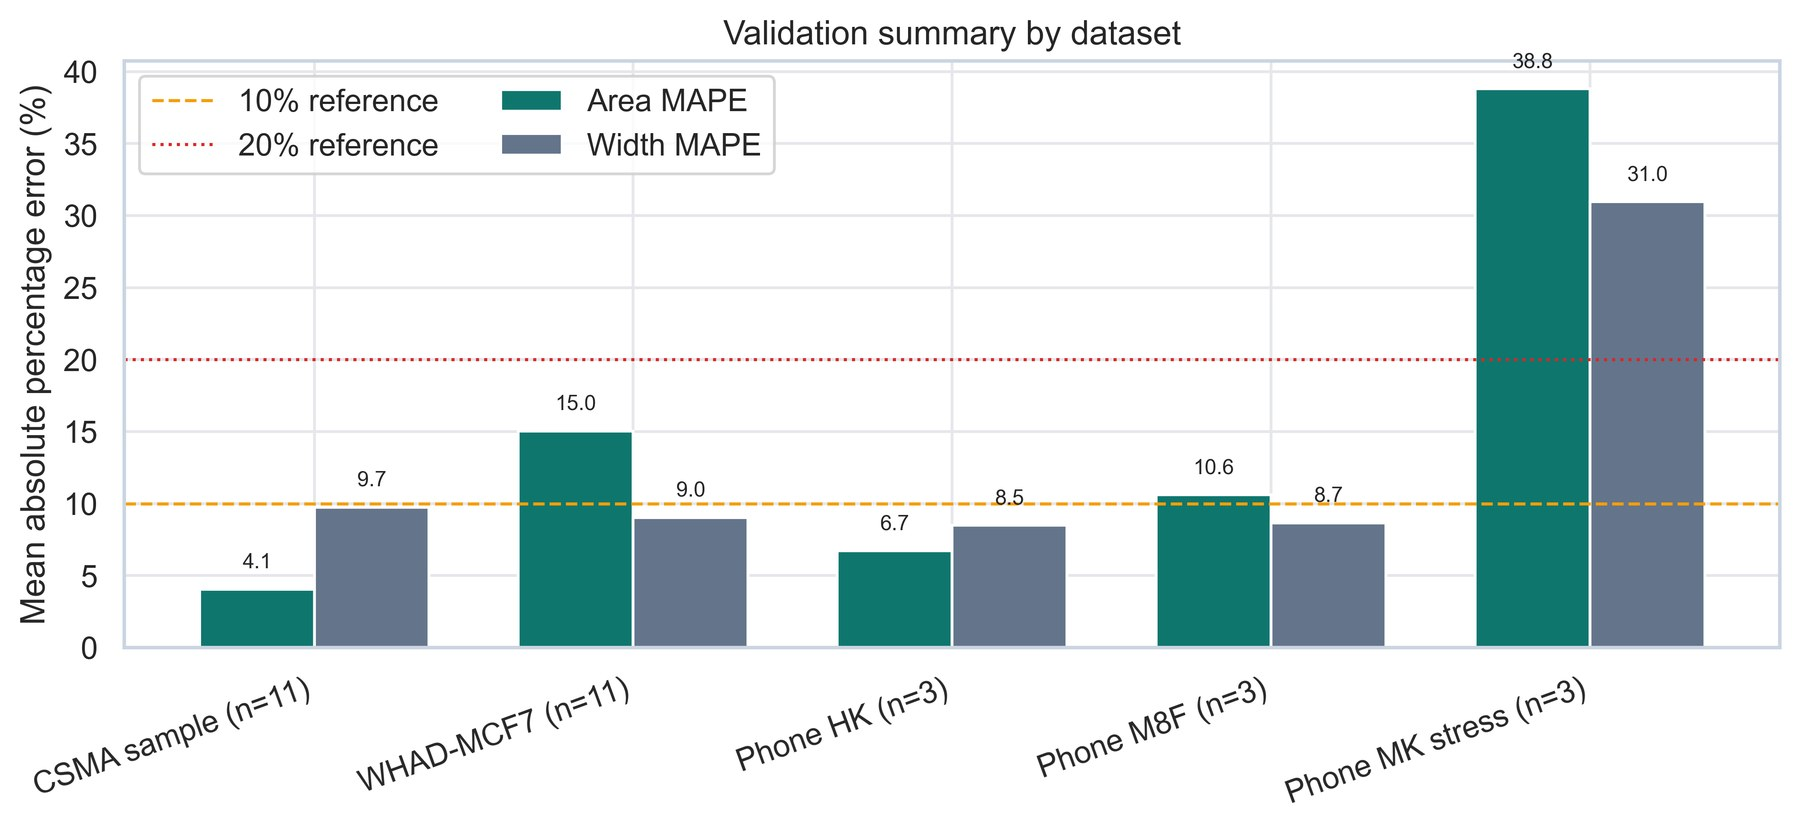 Validation summary by dataset
Mean absolute percentage error (%)
40
35
30
25
20
15
10
5
0
10% reference
20% reference
Area MAPE
Width MAPE
4.1
9.7
15.0
9.0
6.7
8.5
10.6
8.7
38.8
31.0
CSMA sample (n=11)
WHAD-MCF7 (n=11)
Phone HK (n=3)
Phone M8F (n=3)
Phone MK stress (n=3)